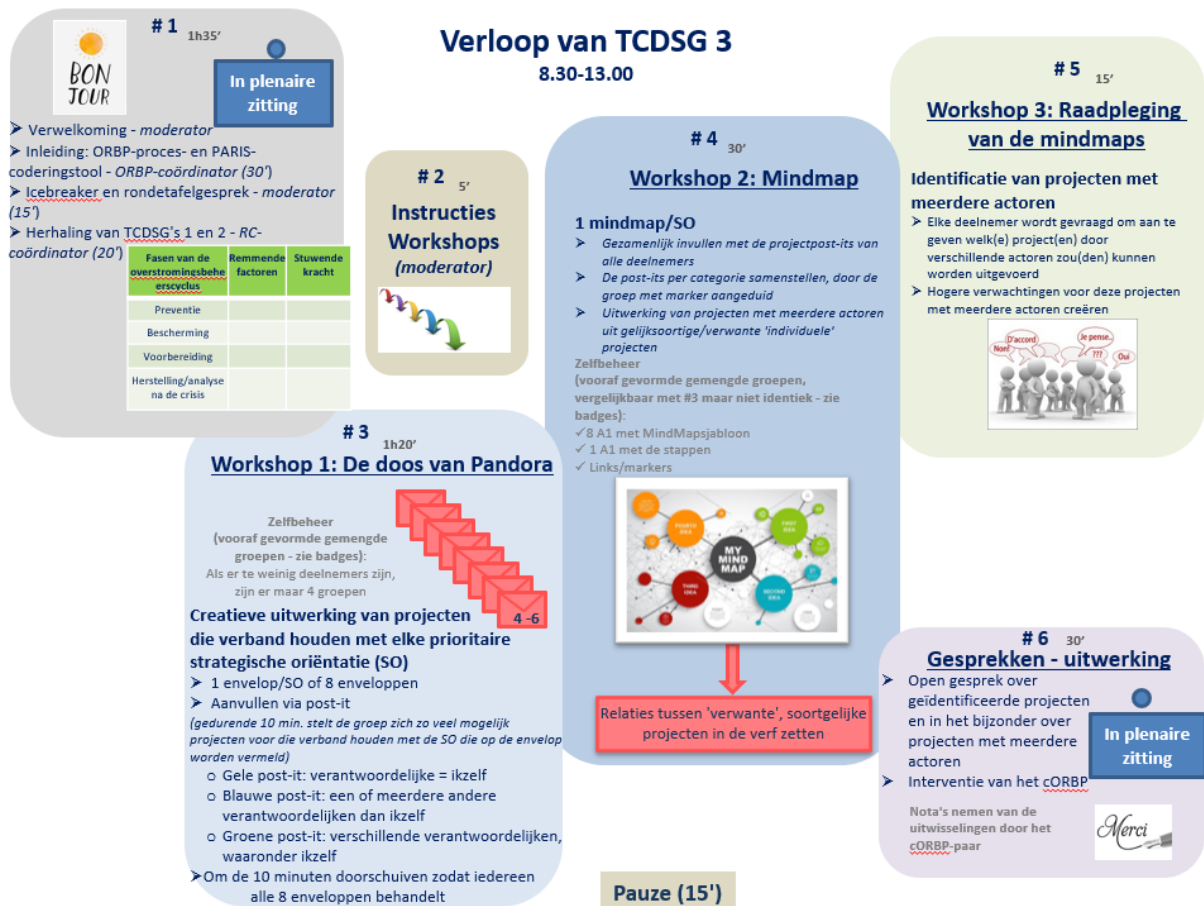 Verloop van TCDSG 3
8.30-13.00
# 1 1h35’
BON
JOUR
In plenaire
zitting
➢ Verwelkoming - moderator
➢ Inleiding: ORBP-proces- en PARIS-
coderingstool - ORBP-coördinator (30')
➢ Icebreaker en rondetafelgesprek - moderator
(15')
➢ Herhaling van TCDSG's 1 en 2 - RC-
coördinator (20')
Fasen van de Remmende Stuwende
overstromingsbehe factoren kracht
erscyclus
Preventie
Bescherming
Voorbereiding
Herstelling/analyse
na de crisis
# 2 5’
Instructies
Workshops
(moderator)
# 3 1h20’
Workshop 1: De doos van Pandora
Zelfbeheer
(vooraf gevormde gemengde
groepen - zie badges):
Als er te weinig deelnemers zijn,
zijn er maar 4 groepen
4 -6
Creatieve uitwerking van projecten
die verband houden met elke prioritaire
strategische oriëntatie (SO)
➢ 1 envelop/SO of 8 enveloppen
➢ Aanvullen via post-it
(gedurende 10 min. stelt de groep zich zo veel mogelijk
projecten voor die verband houden met de SO die op de envelop
worden vermeld)
o Gele post-it: verantwoordelijke = ikzelf
o Blauwe post-it: een of meerdere andere
verantwoordelijken dan ikzelf
o Groene post-it: verschillende verantwoordelijken,
waaronder ikzelf
➢Om de 10 minuten doorschuiven zodat iedereen
alle 8 enveloppen behandelt
# 4 30’
Workshop 2: Mindmap
1 mindmap/SO
➢ Gezamenlijk invullen met de projectpost-its van
alle deelnemers
➢ De post-its per categorie samenstellen, door de
groep met marker aangeduid
➢ Uitwerking van projecten met meerdere actoren
uit gelijksoortige/verwante 'individuele'
projecten
Zelfbeheer
(vooraf gevormde gemengde groepen,
vergelijkbaar met #3 maar niet identiek - zie
badges):
✓8 A1 met MindMapsjabloon
✓ 1 A1 met de stappen
✓ Links/markers
FOURTH
IDEA
FIRST
IDEA
MY
MIND
MAP
THIRD
IDEA
SECOND
IDEA
Relaties tussen 'verwante', soortgelijke
projecten in de verf zetten
Pauze (15')
# 5 15’
Workshop 3: Raadpleging
van de mindmaps
Identificatie van projecten met
meerdere actoren
➢ Elke deelnemer wordt gevraagd om aan te
geven welk(e) project(en) door
verschillende actoren zou(den) kunnen
worden uitgevoerd
➢ Hogere verwachtingen voor deze projecten
met meerdere actoren creëren
Non!
D'accord
Je pense..
???
Oui
# 6 30’
Gesprekken - uitwerking
➢ Open gesprek over
geïdentificeerde projecten
en in het bijzonder over
projecten met meerdere
actoren
➢ Interventie van het cORBP
In plenaire
zitting
Nota's nemen van de
uitwisselingen door het
cORBP-paar
Merci